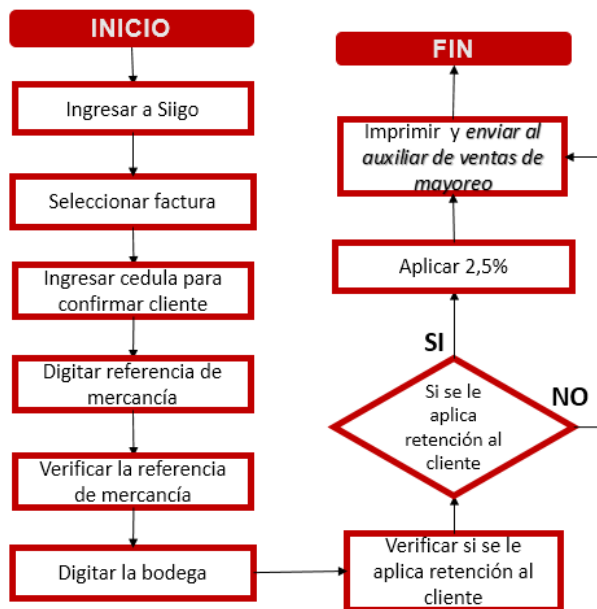 INICIO
Ingresar a Siigo
Seleccionar factura
Ingresar cedula para
confirmar cliente
Digitar referencia de
mercancía
Verificar la referencia
de mercancía
Digitar la bodega
Verificar si se le
aplica retención al
cliente
Si se le
aplica
retención al
cliente
SI
NO
Aplicar 2,5%
Imprimir y enviar al
auxiliar de ventas de
mayoreo
FIN